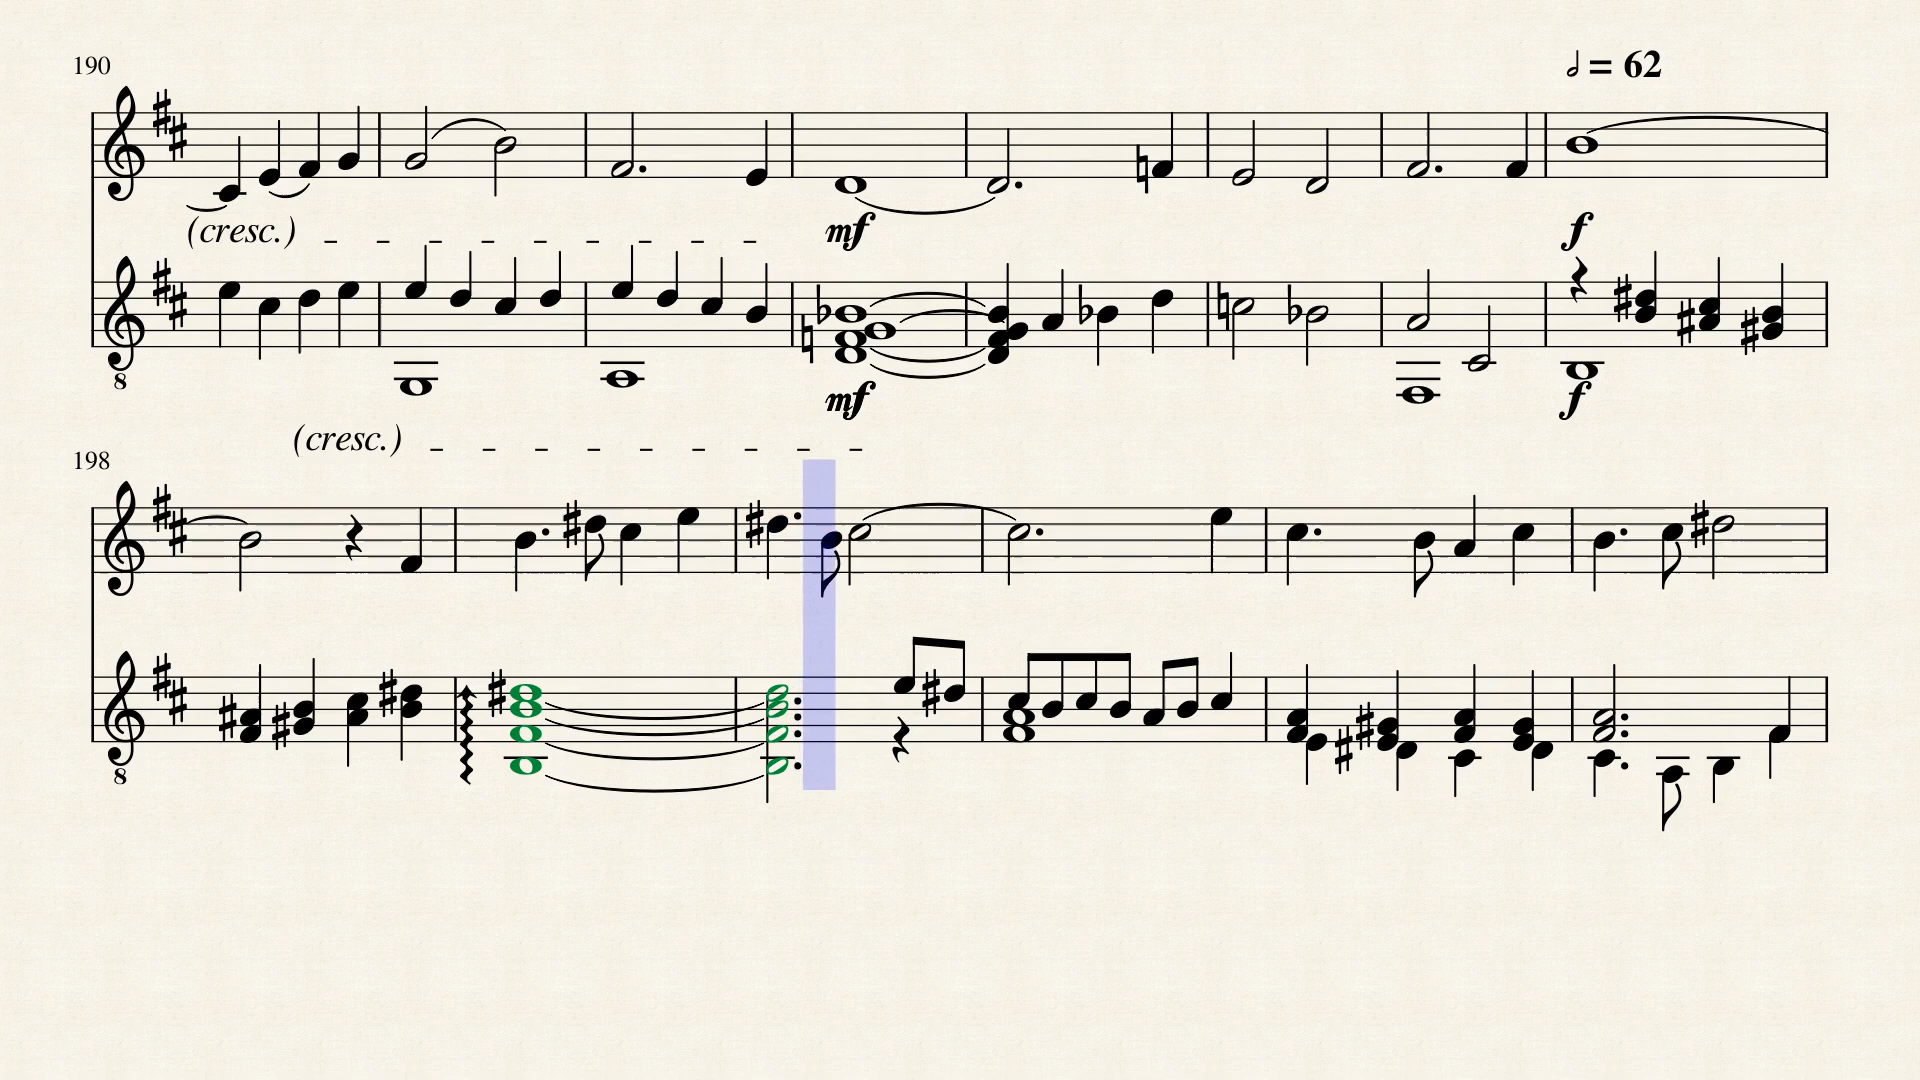 190
𝅗𝅥 = 62
(cresc.)
mf
f
8
mf
f
(cresc.)
198
8